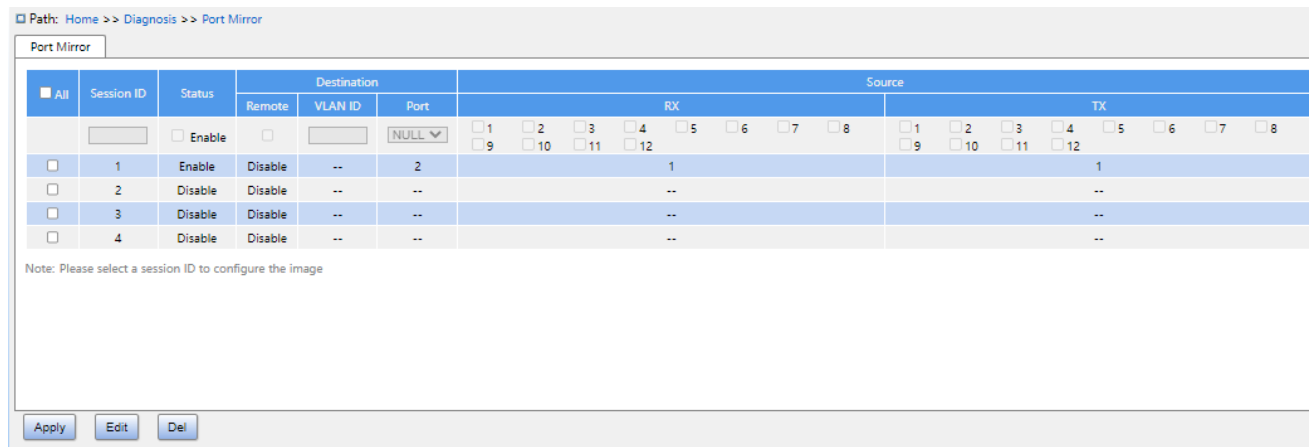 Path: Home >> Diagnosis >> Port Mirror
Port Mirror
All Session ID Status Destination Source
Remote VLAN ID Port RX TX
Enable NULL 1 2 3 4 5 6 7 8 1 2 3 4 5 6 7 8
9 10 11 12 9 10 11 12
1 Enable Disable -- 2 1 1
2 Disable Disable -- -- -- --
3 Disable Disable -- -- -- --
4 Disable Disable -- -- -- --
Note: Please select a session ID to configure the image
Apply Edit Del